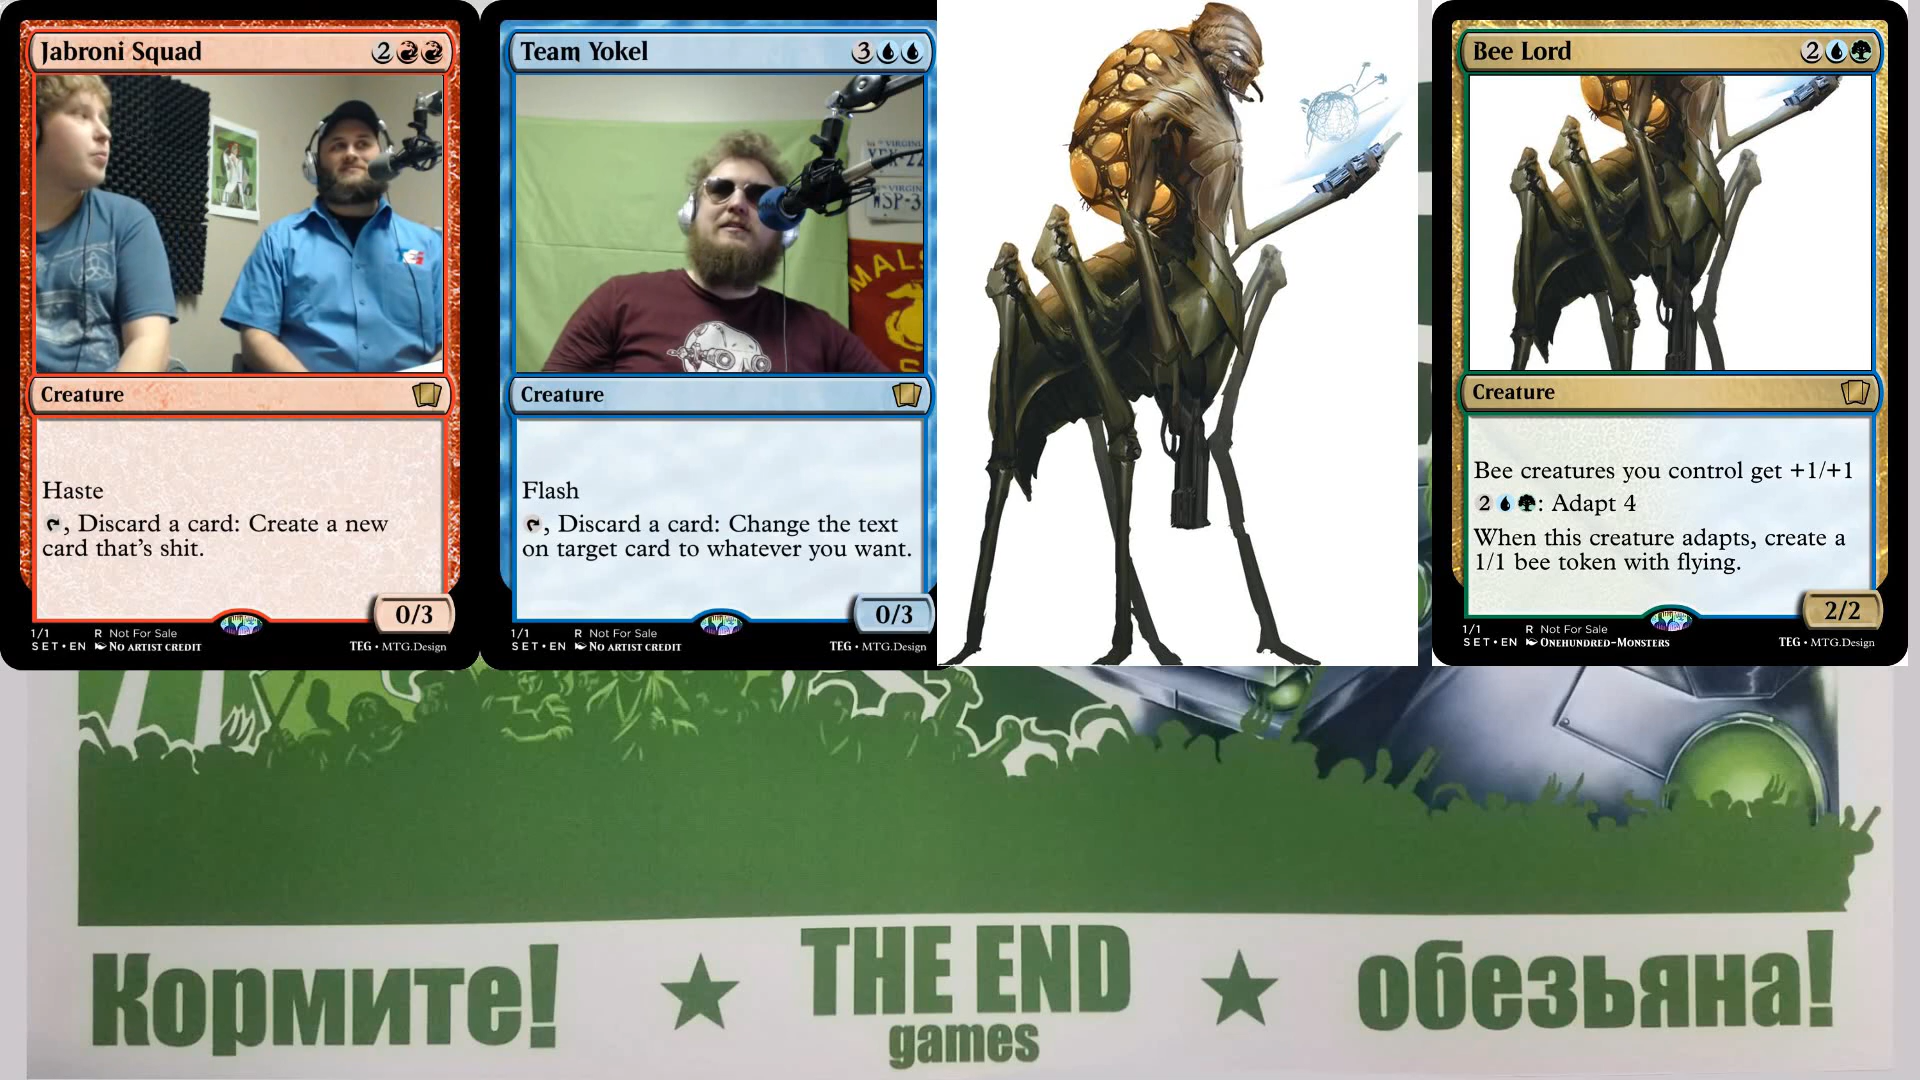 Jabroni Squad
2
Creature
Haste
, Discard a card: Create a new
card that's shit.
0/3
1/1 R Not For Sale
SET • EN No artist credit
TEG • MTG.Design
Team Yokel
3
VIRGINI
VIRGINI
WSP-3
MALS
Creature
Flash
, Discard a card: Change the text
on target card to whatever you want.
0/3
1/1 R Not For Sale
SET • EN No artist credit
TEG • MTG.Design
Bee Lord
2
Creature
Bee creatures you control get +1/+1
2 : Adapt 4
When this creature adapts, create a
1/1 bee token with flying.
2/2
1/1 R Not For Sale
SET • EN Onehundred-Monsters
TEG • MTG.Design
Кормите! ★ THE END ★ обезьяна!
games